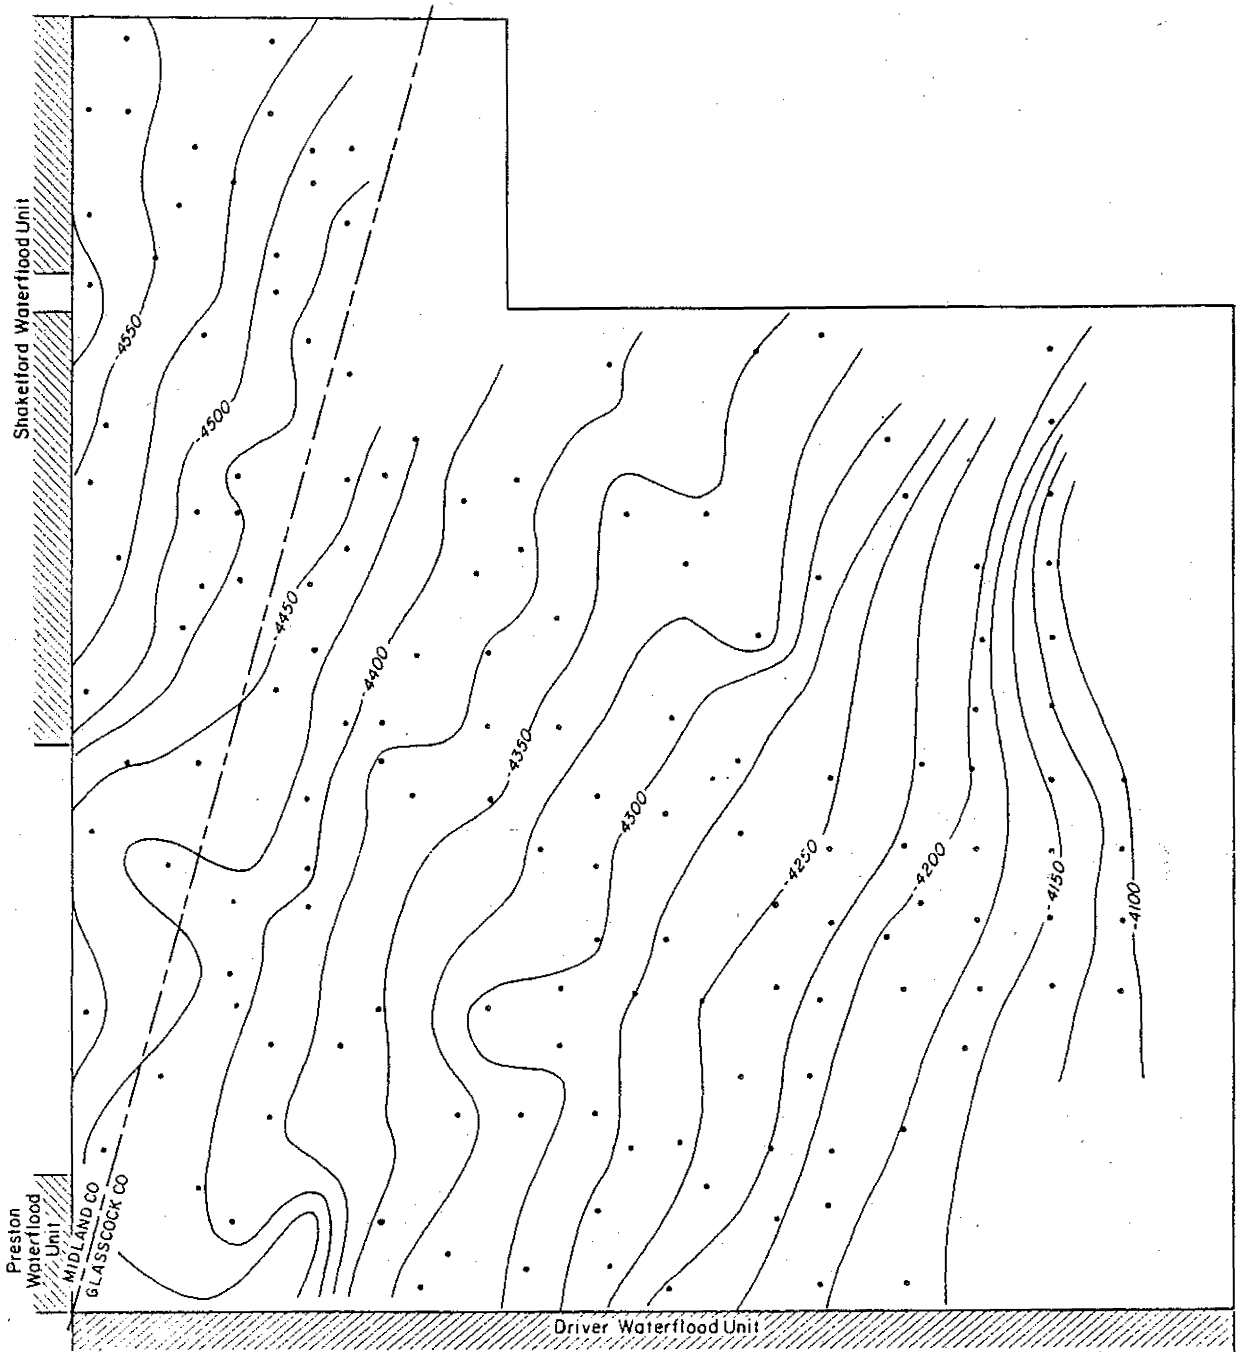 Shakelford Waterflood Unit
-4550
-4500
-4450
-4400
-4350
-4300
-4250
-4200
-4150
-4100
Preston
Waterflood
Unit
MIDLAND CO
GLASSCOCK CO
Driver Waterflood Unit